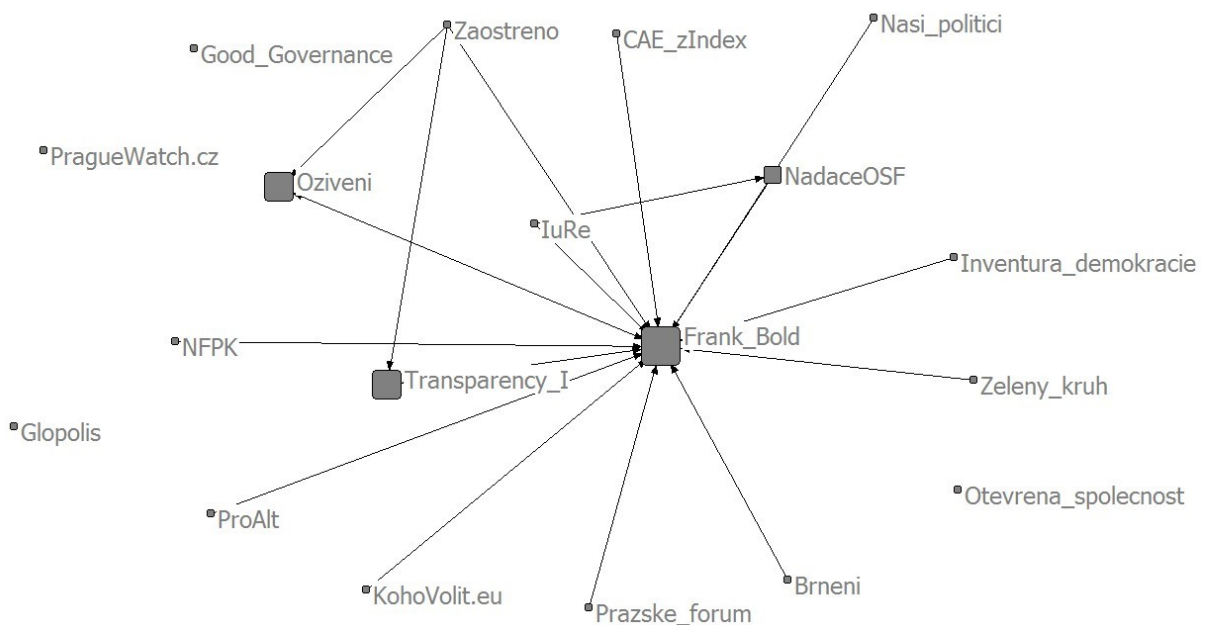 Nasi_politici
Zaostreno
CAE_zIndex
Good_Governance
PragueWatch.cz
Oziveni
NadaceOSF
IuRe
Inventura_demokracie
Frank_Bold
NFPK
Transparency_I
Zeleny_kruh
Glopolis
Otevrena_spolecnost
ProAlt
Brneni
KohoVolit.eu
Prazske_forum